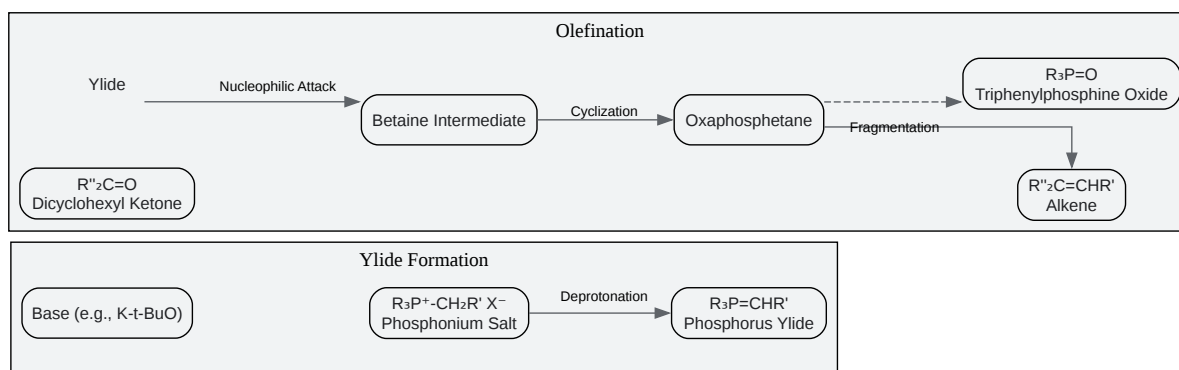 Olefination
Ylide
Nucleophilic Attack
Betaine Intermediate
Cyclization
Oxaphosphetane
R₃P=O
Triphenylphosphine Oxide
Fragmentation
R"₂C=O
Dicyclohexyl Ketone
R"₂C=CHR'
Alkene
Ylide Formation
Base (e.g., K-t-BuO)
R₃P⁺-CH₂R' X⁻
Phosphonium Salt
Deprotonation
R₃P=CHR'
Phosphorus Ylide